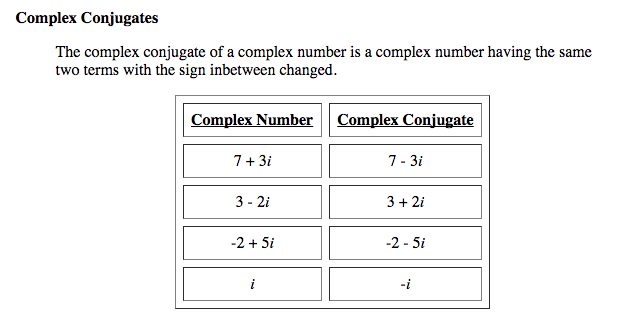 Complex Conjugates
The complex conjugate of a complex number is a complex number having the same
two terms with the sign inbetween changed.
Complex Number Complex Conjugate
7 + 3i 7 - 3i
3 - 2i 3 + 2i
-2 + 5i -2 - 5i
i -i